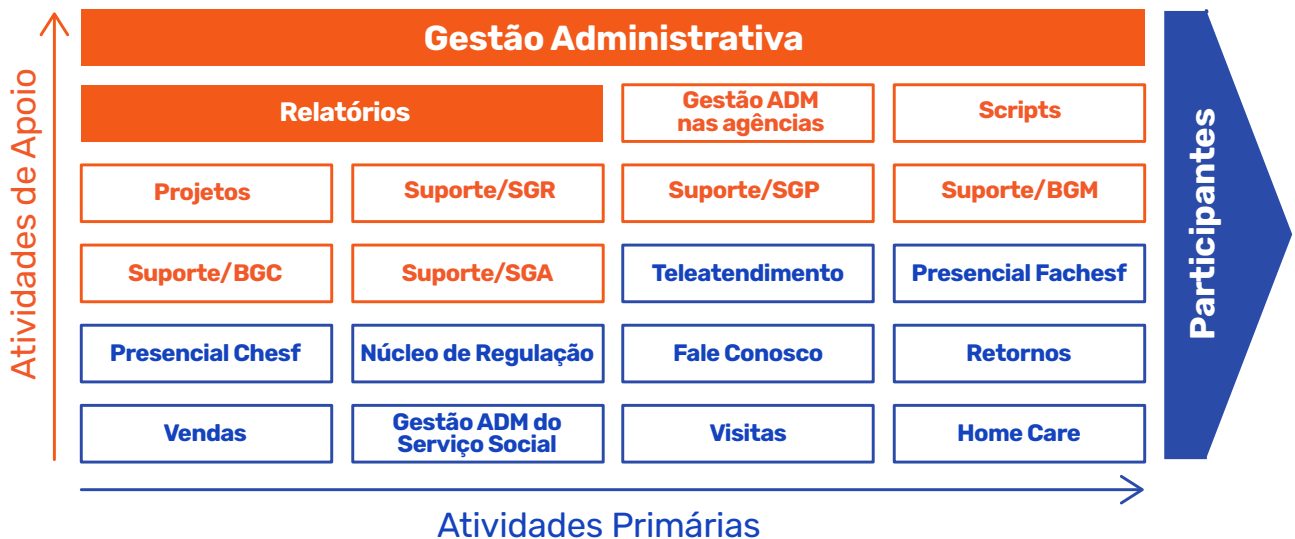 Atividades de Apoio
Gestão Administrativa
Relatórios
Gestão ADM
nas agências
Scripts
Projetos
Suporte/SGR
Suporte/SGP
Suporte/BGM
Suporte/BGC
Suporte/SGA
Teleatendimento
Presencial Fachesf
Presencial Chesf
Núcleo de Regulação
Fale Conosco
Retornos
Vendas
Gestão ADM do
Serviço Social
Visitas
Home Care
Participantes
Atividades Primárias